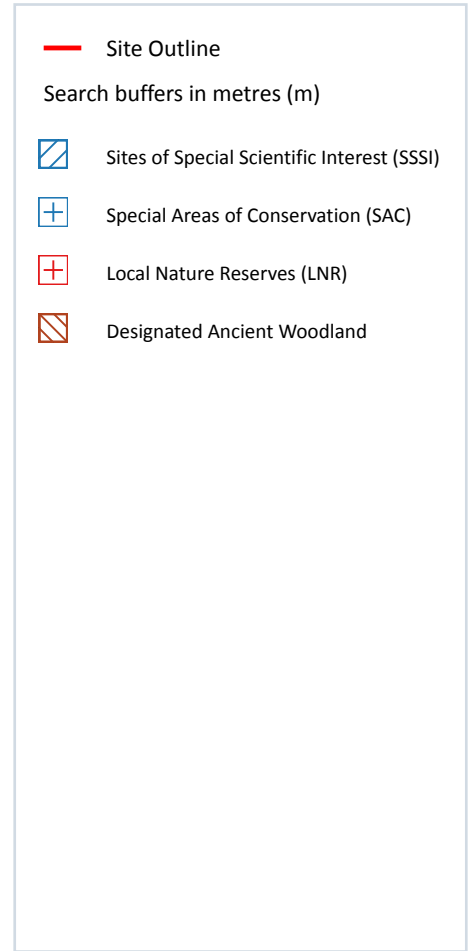 Site Outline
Search buffers in metres (m)
Sites of Special Scientific Interest (SSSI)
Special Areas of Conservation (SAC)
Local Nature Reserves (LNR)
Designated Ancient Woodland